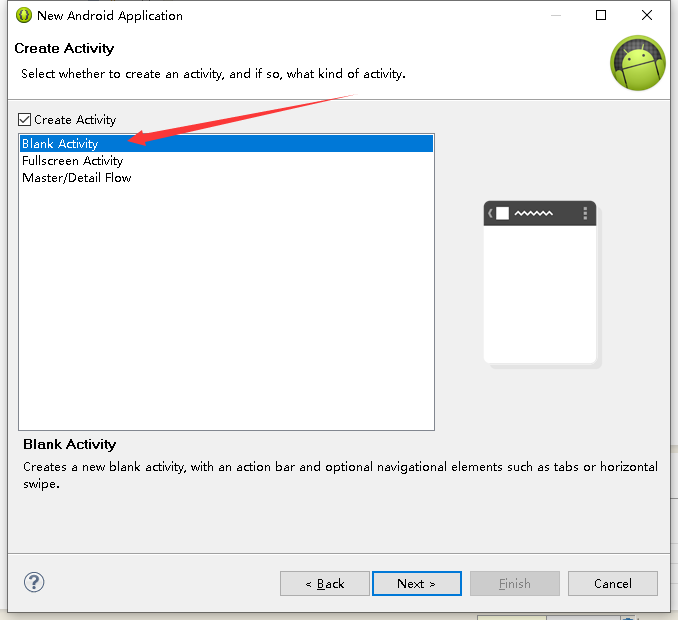 New Android Application
Create Activity
Select whether to create an activity, and if so, what kind of activity.
Create Activity
Blank Activity
Fullscreen Activity
Master/Detail Flow
Blank Activity
Creates a new blank activity, with an action bar and optional navigational elements such as tabs or horizontal
swipe.
?
< Back
Next >
Finish
Cancel